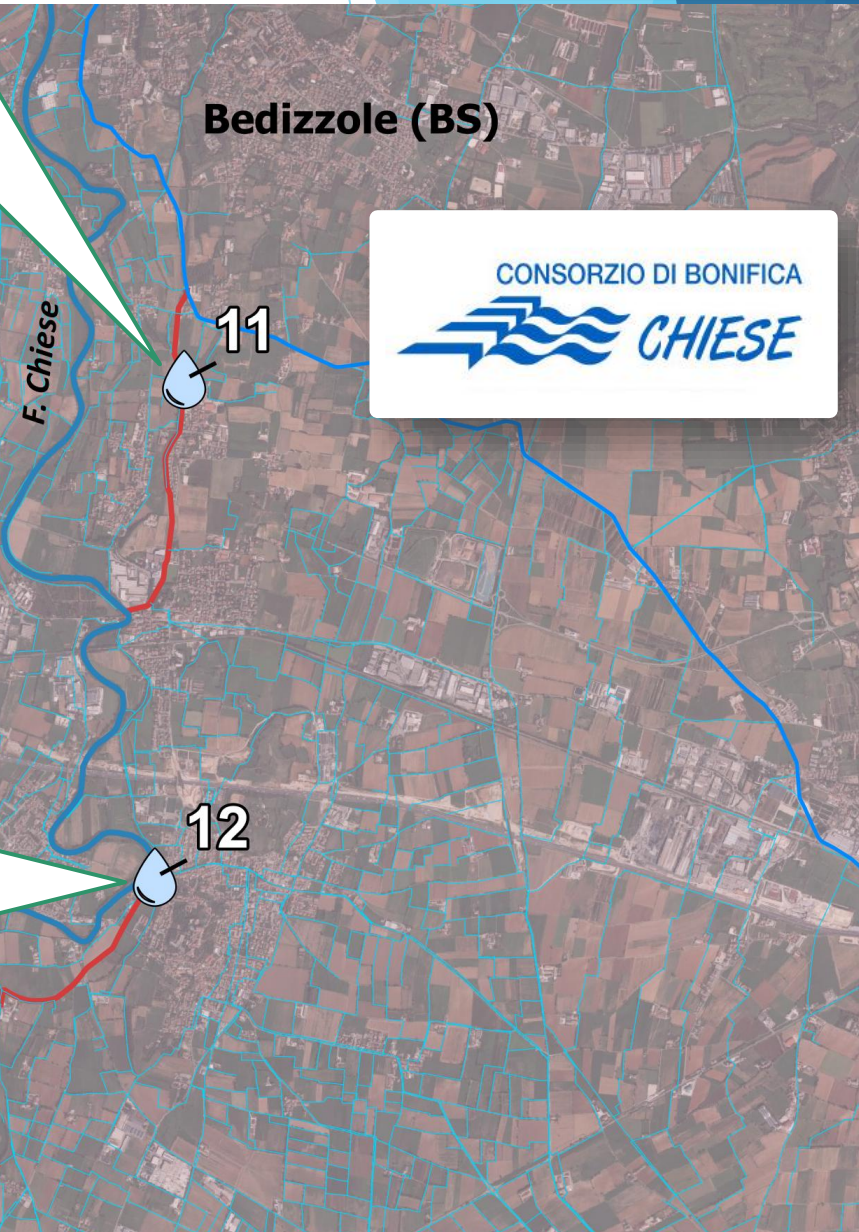 Bedizzole (BS)
CONSORZIO DI BONIFICA
CHIESE
F. Chiese
11
12